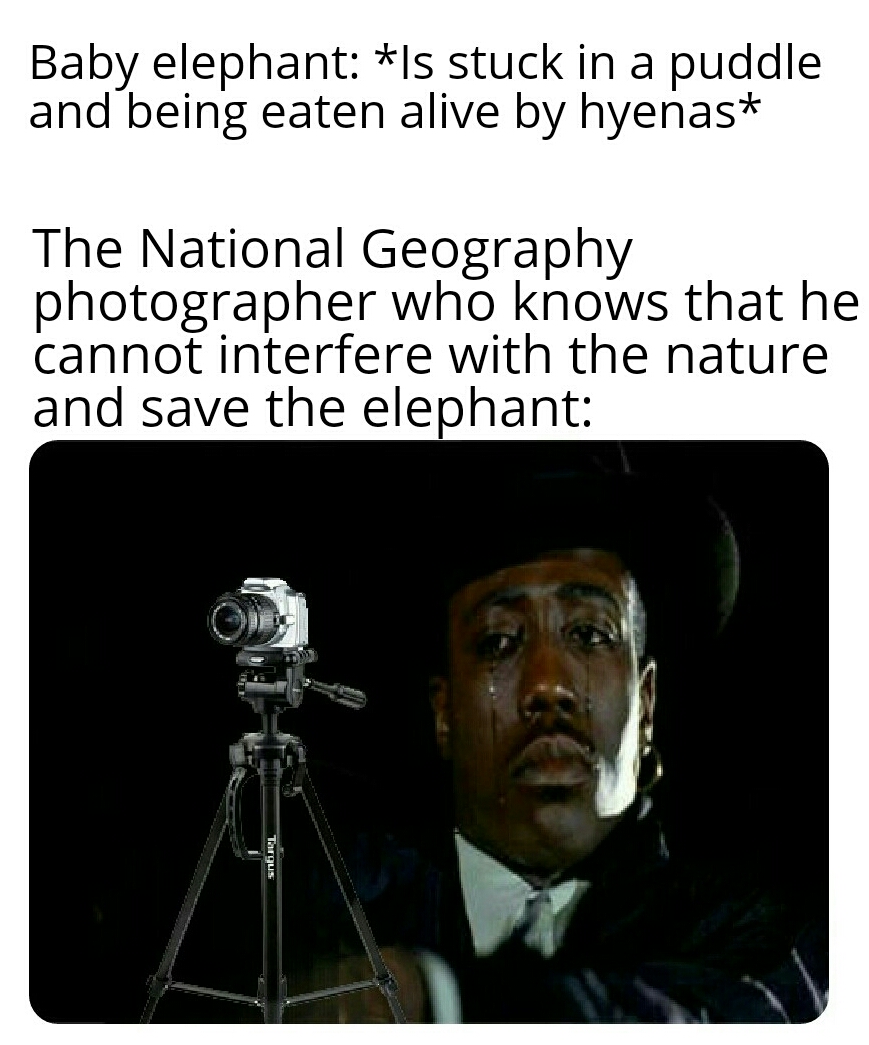 Baby elephant: *Is stuck in a puddle
and being eaten alive by hyenas*
The National Geography
photographer who knows that he
cannot interfere with the nature
and save the elephant:
Targus